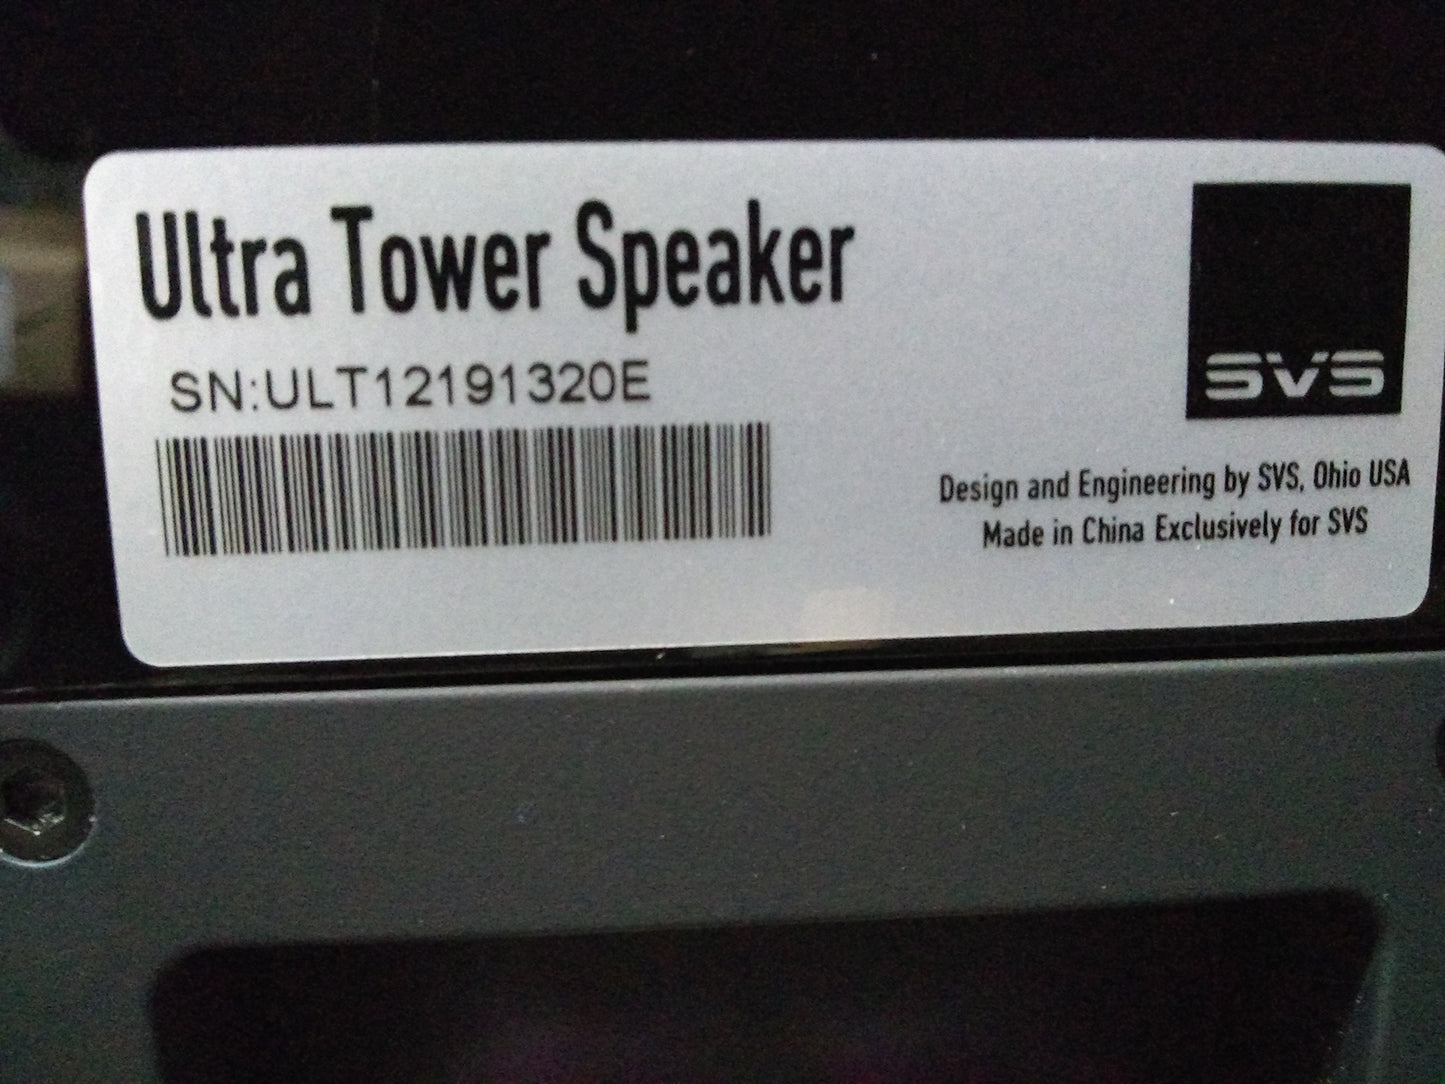 Ultra Tower Speaker
SN:ULT12191320E
SVS
Design and Engineering by SVS, Ohio USA
Made in China Exclusively for SVS